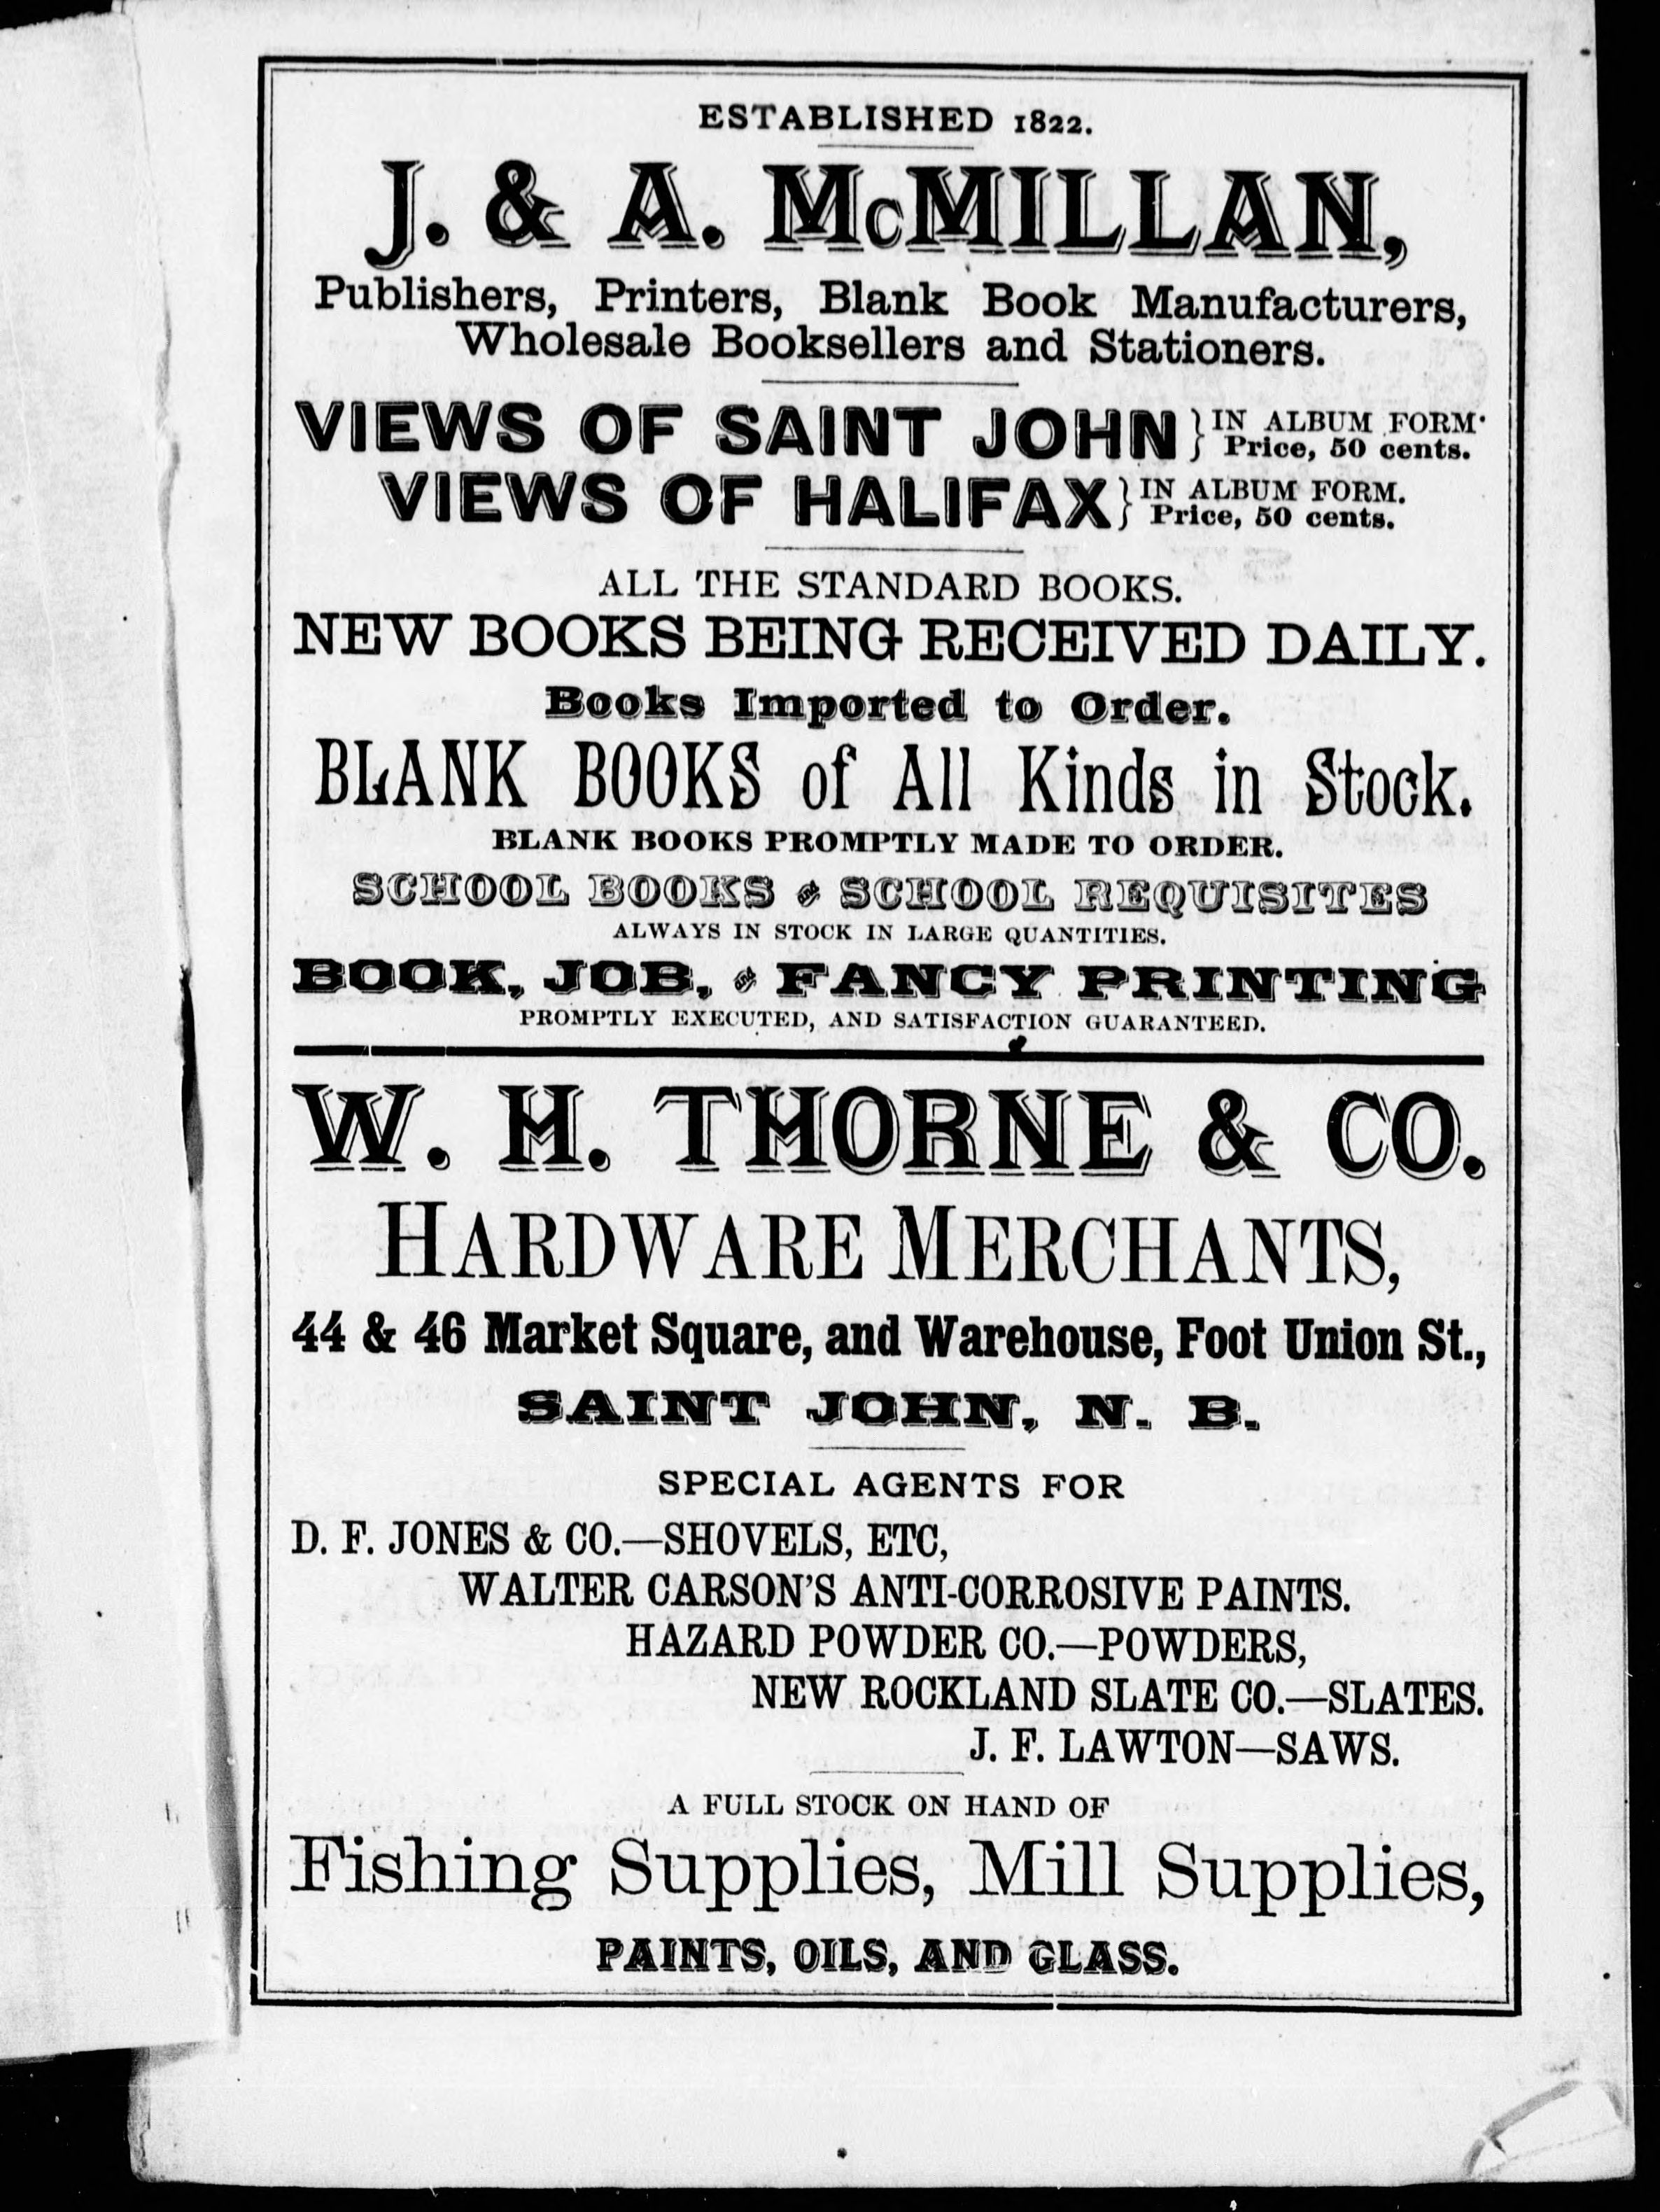 ESTABLISHED 1822.
J. & A. McMILLAN,
Publishers, Printers, Blank Book Manufacturers,
Wholesale Booksellers and Stationers.
VIEWS OF SAINT JOHN } IN ALBUM FORM· Price, 50 cents.
VIEWS OF HALIFAX } IN ALBUM FORM. Price, 50 cents.
ALL THE STANDARD BOOKS.
NEW BOOKS BEING RECEIVED DAILY.
Books Imported to Order.
BLANK BOOKS of All Kinds in Stock.
BLANK BOOKS PROMPTLY MADE TO ORDER.
SCHOOL BOOKS & SCHOOL REQUISITES
ALWAYS IN STOCK IN LARGE QUANTITIES.
BOOK, JOB, & FANCY PRINTING
PROMPTLY EXECUTED, AND SATISFACTION GUARANTEED.
W. H. THORNE & CO.
HARDWARE MERCHANTS,
44 & 46 Market Square, and Warehouse, Foot Union St.,
SAINT JOHN, N. B.
SPECIAL AGENTS FOR
D. F. JONES & CO.—SHOVELS, ETC,
WALTER CARSON'S ANTI-CORROSIVE PAINTS.
HAZARD POWDER CO.—POWDERS,
NEW ROCKLAND SLATE CO.—SLATES.
J. F. LAWTON—SAWS.
A FULL STOCK ON HAND OF
Fishing Supplies, Mill Supplies,
PAINTS, OILS, AND GLASS.